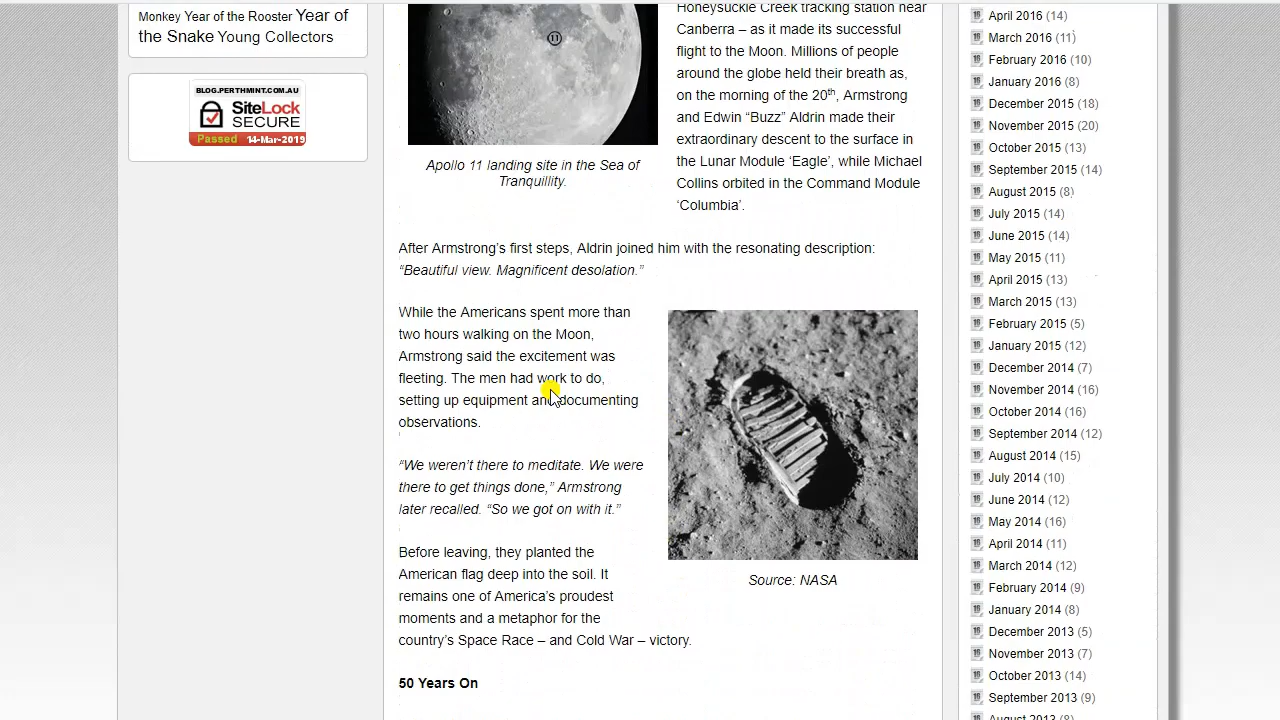 Monkey Year of the Rooster Year of
the Snake Young Collectors
BLOG.PERTHMINT.COM.AU
SiteLock
SECURE
Passed 14-Mar-2019
11
Apollo 11 landing site in the Sea of
Tranquillity.
Honeysuckle Creek tracking station near
Canberra – as it made its successful
flight to the Moon. Millions of people
around the globe held their breath as,
on the morning of the 20th, Armstrong
and Edwin “Buzz” Aldrin made their
extraordinary descent to the surface in
the Lunar Module ‘Eagle’, while Michael
Collins orbited in the Command Module
‘Columbia’.
After Armstrong’s first steps, Aldrin joined him with the resonating description:
“Beautiful view. Magnificent desolation.”
While the Americans spent more than
two hours walking on the Moon,
Armstrong said the excitement was
fleeting. The men had work to do,
setting up equipment and documenting
observations.
“We weren’t there to meditate. We were
there to get things done.” Armstrong
later recalled. “So we got on with it.”
Source: NASA
Before leaving, they planted the
American flag deep into the soil. It
remains one of America’s proudest
moments and a metaphor for the
country’s Space Race – and Cold War – victory.
50 Years On
April 2016 (14)
March 2016 (11)
February 2016 (10)
January 2016 (8)
December 2015 (18)
November 2015 (20)
October 2015 (13)
September 2015 (14)
August 2015 (8)
July 2015
June 2015 (14)
May 2015 (11)
April 2015 (13)
March 2015 (13)
February 2015 (5)
January 2015 (12)
December 2014 (7)
November 2014 (16)
October 2014 (16)
September 2014 (12)
August 2014 (15)
July 2014
June 2014 (12)
May 2014 (16)
April 2014 (11)
March 2014 (12)
February 2014 (9)
January 2014 (8)
December 2013 (5)
November 2013 (7)
October 2013 (14)
September 2013 (9)